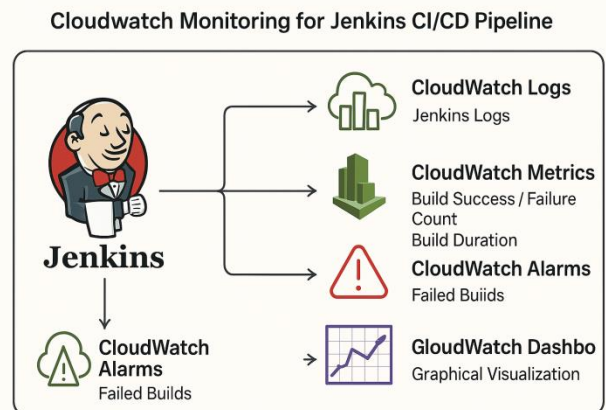 Cloudwatch Monitoring for Jenkins CI/CD Pipeline
CloudWatch Logs
Jenkins Logs
CloudWatch Metrics
Build Success / Failure
Count
Build Duration
Jenkins
CloudWatch Alarms
Failed Buiids
CloudWatch
Alarms
Failed Builds
GloudWatch Dashbo
Graphical Visualization